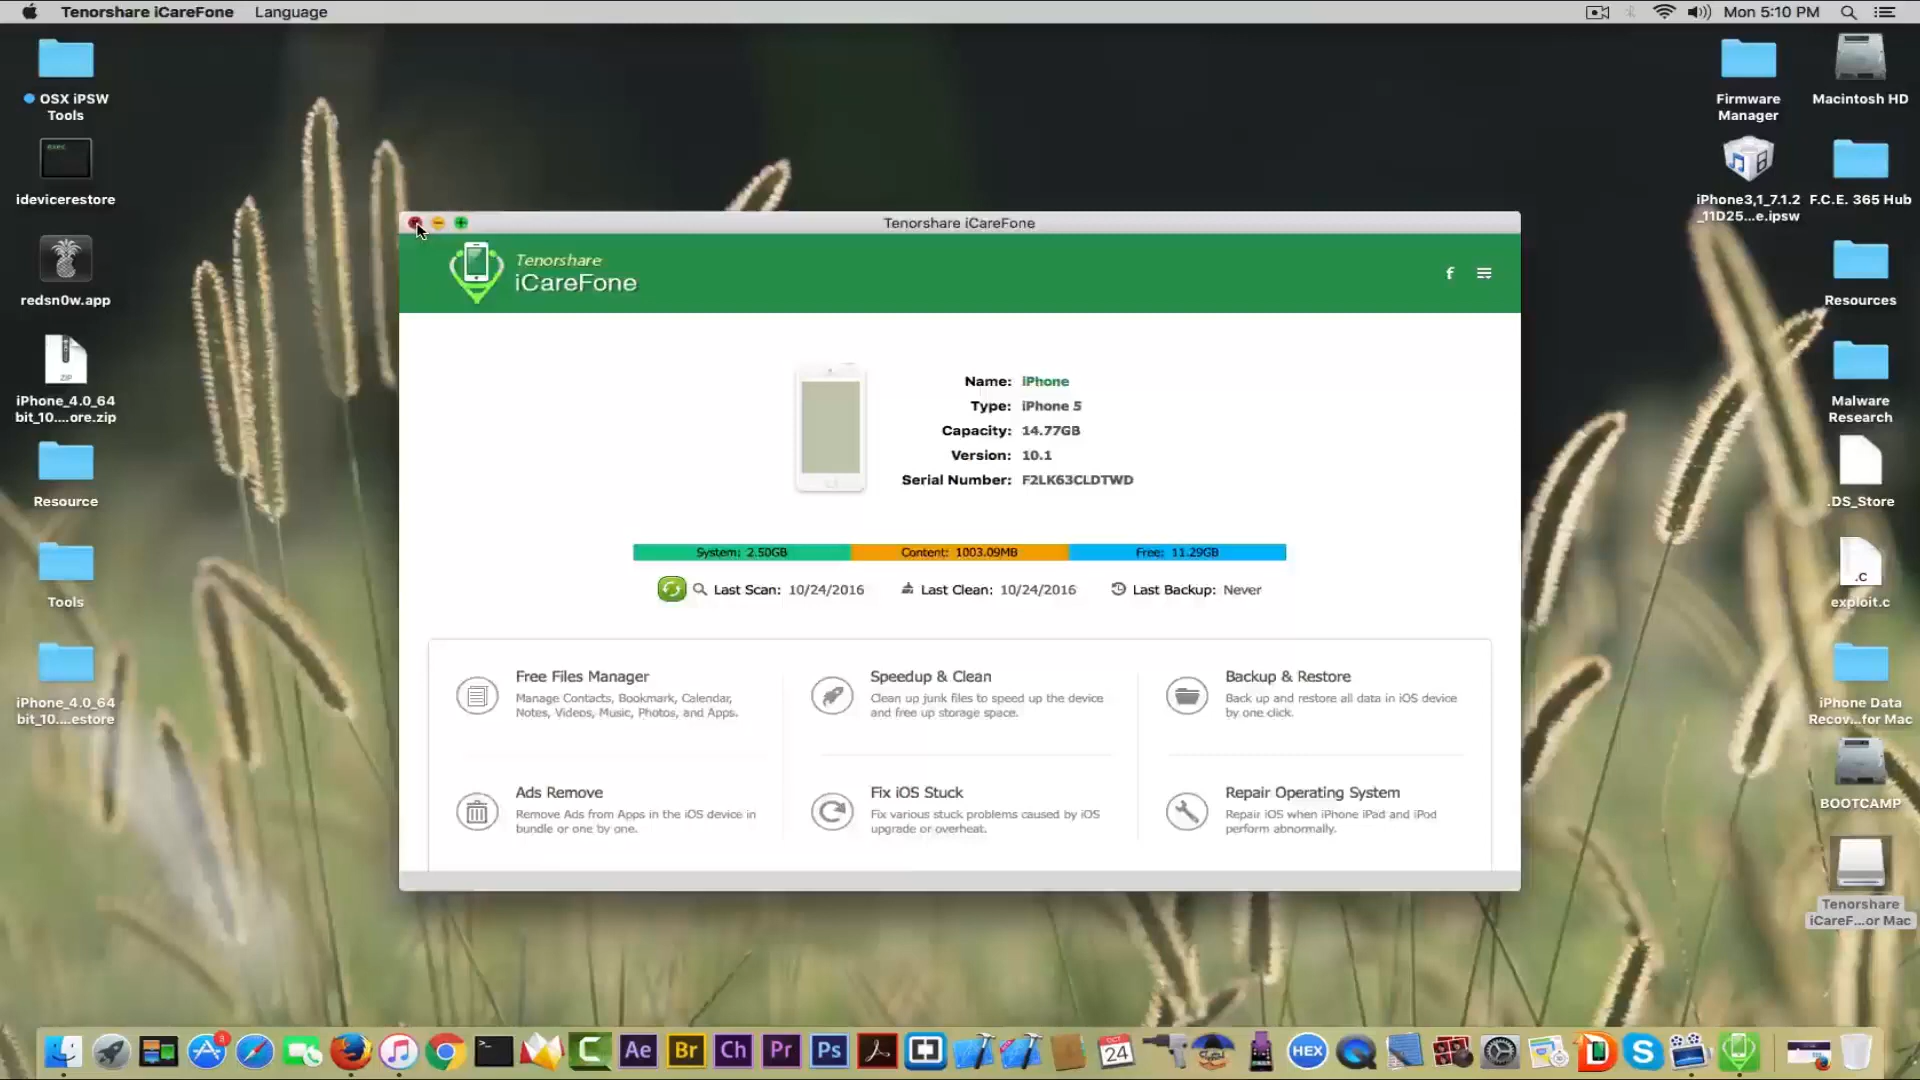 Tenorshare iCareFone Language
Mon 5:10 PM
OSX iPSW
Tools
exec
idevicerestore
redsn0w.app
ZIP
iPhone_4.0_64
bit_10....ore.zip
Resource
Tools
iPhone_4.0_64
bit_10....estore
Firmware
Manager
Macintosh HD
iPhone3,1_7.1.2
_11D25...e.ipsw
F.C.E. 365 Hub
Resources
Malware
Research
.DS_Store
.C
exploit.c
iPhone Data
Recov...for Mac
BOOTCAMP
Tenorshare
iCareF...or Mac
Tenorshare iCareFone
Tenorshare
iCareFone
f
Name: iPhone
Type: iPhone 5
Capacity: 14.77GB
Version: 10.1
Serial Number: F2LK63CLDTWD
System: 2.50GB Content: 1003.09MB Free: 11.29GB
Last Scan: 10/24/2016 Last Clean: 10/24/2016 Last Backup: Never
Free Files Manager
Manage Contacts, Bookmark, Calendar,
Notes, Videos, Music, Photos, and Apps.
Speedup & Clean
Clean up junk files to speed up the device
and free up storage space.
Backup & Restore
Back up and restore all data in iOS device
by one click.
Ads Remove
Remove Ads from Apps in the iOS device in
bundle or one by one.
Fix iOS Stuck
Fix various stuck problems caused by iOS
upgrade or overheat.
Repair Operating System
Repair iOS when iPhone iPad and iPod
perform abnormally.
3 C Ae Br Ch Pr Ps OCT 24 HEX D S